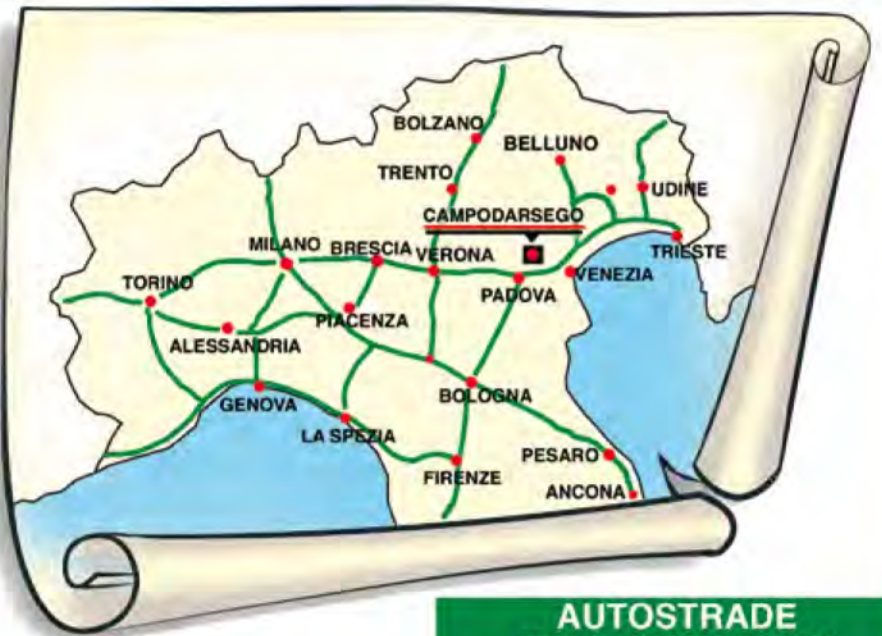 BOLZANO
BELLUNO
TRENTO
UDINE
CAMPODARSEGO
MILANO
BRESCIA
VERONA
TRIESTE
TORINO
PADOVA
VENEZIA
PIACENZA
ALESSANDRIA
GENOVA
BOLOGNA
LA SPEZIA
PESARO
FIRENZE
ANCONA
AUTOSTRADE